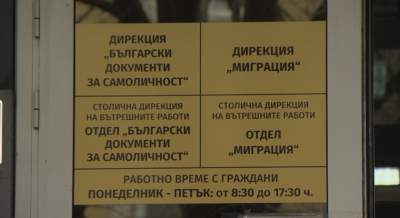 ДИРЕКЦИЯ
„БЪЛГАРСКИ
ДОКУМЕНТИ
ЗА САМОЛИЧНОСТ“
ДИРЕКЦИЯ
„МИГРАЦИЯ“
СТОЛИЧНА ДИРЕКЦИЯ
НА ВЪТРЕШНИТЕ РАБОТИ
ОТДЕЛ „БЪЛГАРСКИ
ДОКУМЕНТИ
ЗА САМОЛИЧНОСТ“
СТОЛИЧНА ДИРЕКЦИЯ
НА ВЪТРЕШНИТЕ РАБОТИ
ОТДЕЛ
„МИГРАЦИЯ“
РАБОТНО ВРЕМЕ С ГРАЖДАНИ
ПОНЕДЕЛНИК - ПЕТЪК: от 8:30 до 17:30 ч.